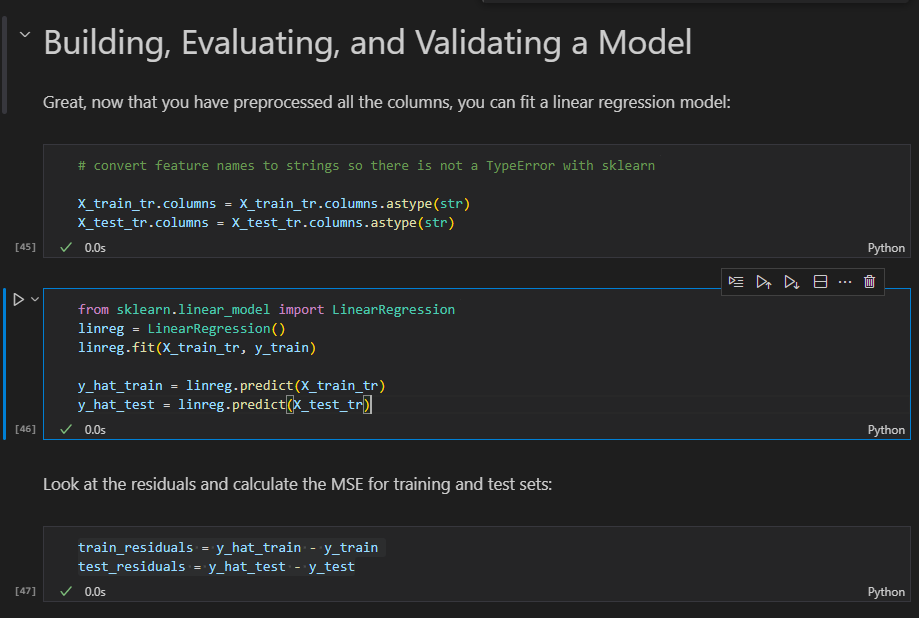 Building, Evaluating, and Validating a Model
Great, now that you have preprocessed all the columns, you can fit a linear regression model:
# convert feature names to strings so there is not a TypeError with sklearn
X_train_tr.columns = X_train_tr.columns.astype(str)
X_test_tr.columns = X_test_tr.columns.astype(str)
[45] 0.0s Python
from sklearn.linear_model import LinearRegression
linreg = LinearRegression()
linreg.fit(X_train_tr, y_train)
y_hat_train = linreg.predict(X_train_tr)
y_hat_test = linreg.predict(X_test_tr)
[46] 0.0s Python
Look at the residuals and calculate the MSE for training and test sets:
train_residuals = y_hat_train - y_train
test_residuals = y_hat_test - y_test
[47] 0.0s Python